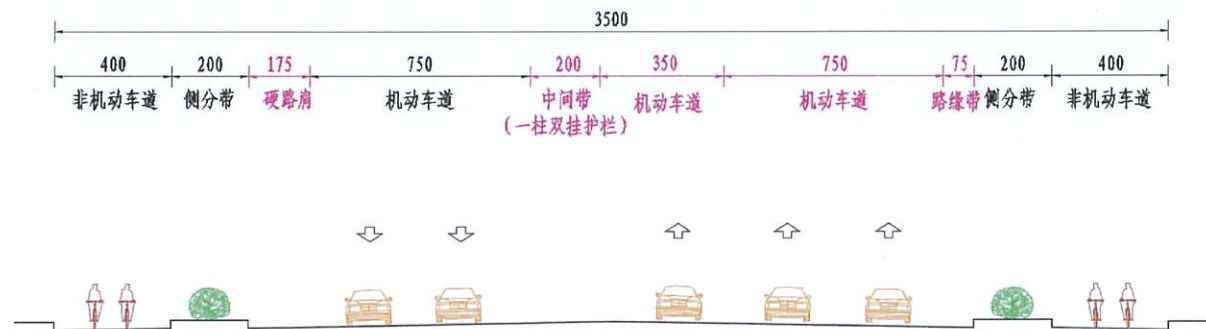 3500
400 200 175 750 200 350 750 75 200 400
非机动车道 侧分带 硬路肩 机动车道 中间带 机动车道 机动车道 路缘带 侧分带 非机动车道
(一柱双挂护栏)